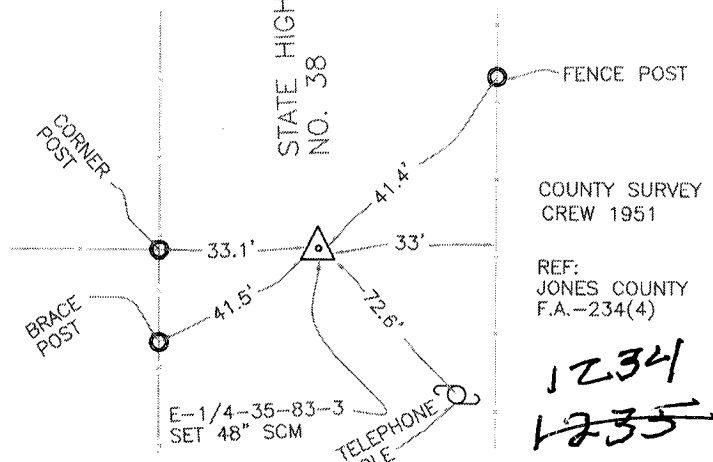 STATE HIGH
NO. 38
FENCE POST
CORNER
POST
41.4'
COUNTY SURVEY
CREW 1951
33.1'
33'
REF:
JONES COUNTY
F.A.-234(4)
41.5'
72.6'
BRACE
POST
1234
1235
E-1/4-35-83-3
SET 48" SCM
TELEPHONE
OLE